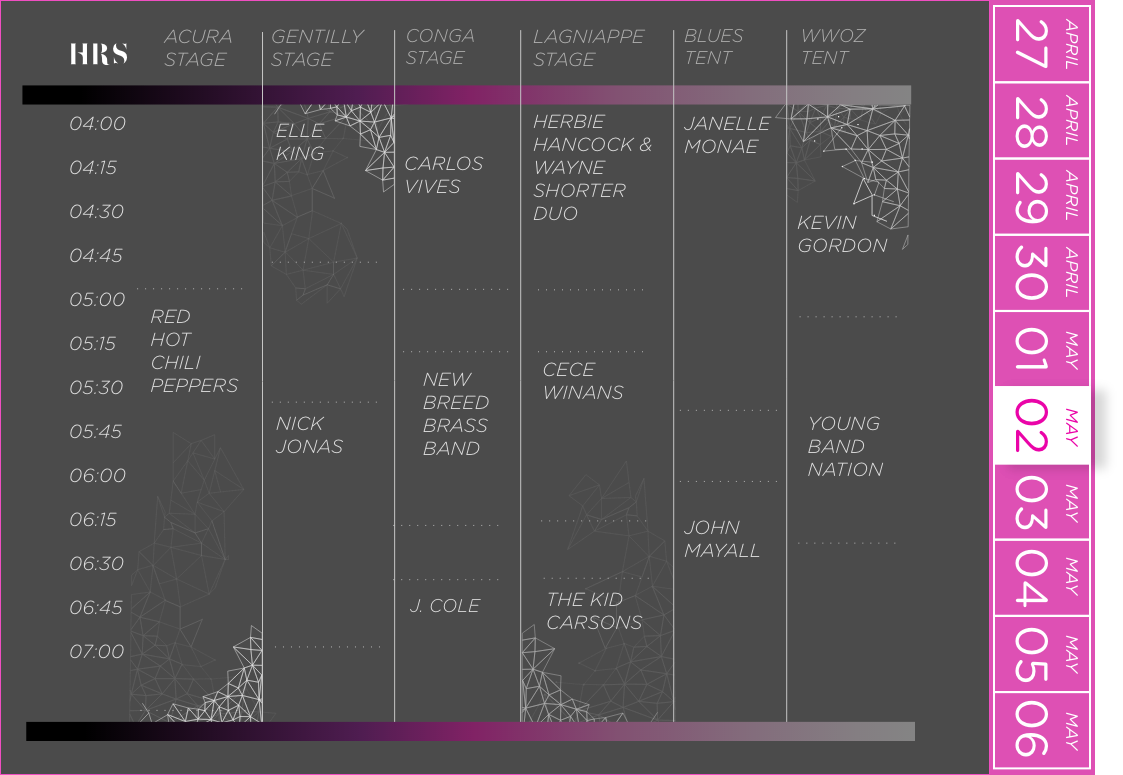 HRS
ACURA
STAGE
GENTILLY
STAGE
CONGA
STAGE
LAGNIAPPE
STAGE
BLUES
TENT
WWOZ
TENT
04:00
04:15
04:30
04:45
05:00
05:15
05:30
05:45
06:00
06:15
06:30
06:45
07:00
RED
HOT
CHILI
PEPPERS
ELLE
KING
NICK
JONAS
CARLOS
VIVES
NEW
BREED
BRASS
BAND
J. COLE
HERBIE
HANCOCK &
WAYNE
SHORTER
DUO
CECE
WINANS
THE KID
CARSONS
JANELLE
MONAE
JOHN
MAYALL
KEVIN
GORDON
YOUNG
BAND
NATION
APRIL
27
APRIL
28
APRIL
29
APRIL
30
MAY
01
MAY
02
MAY
03
MAY
04
MAY
05
MAY
06